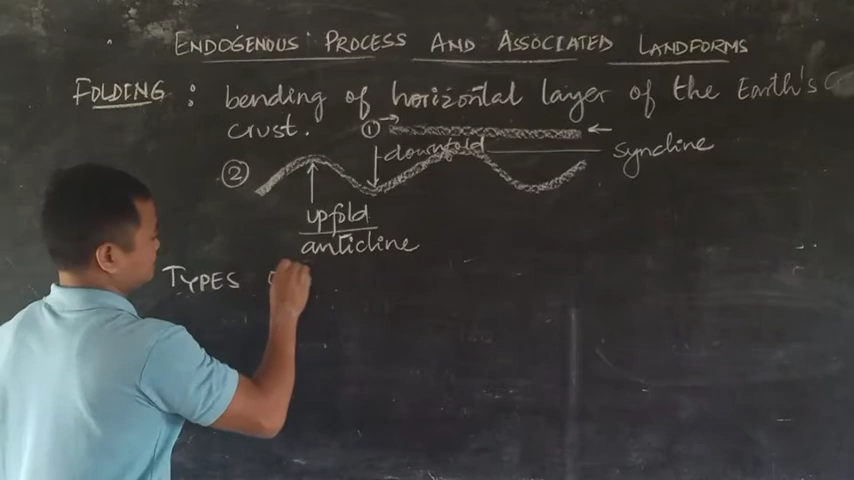 ENDOGENOUS PROCESS AND ASSOCIATED LANDFORMS
FOLDING : bending of horizontal layer of the Earth's
crust. ①
downfold syncline
②
upfold
anticline
TYPES